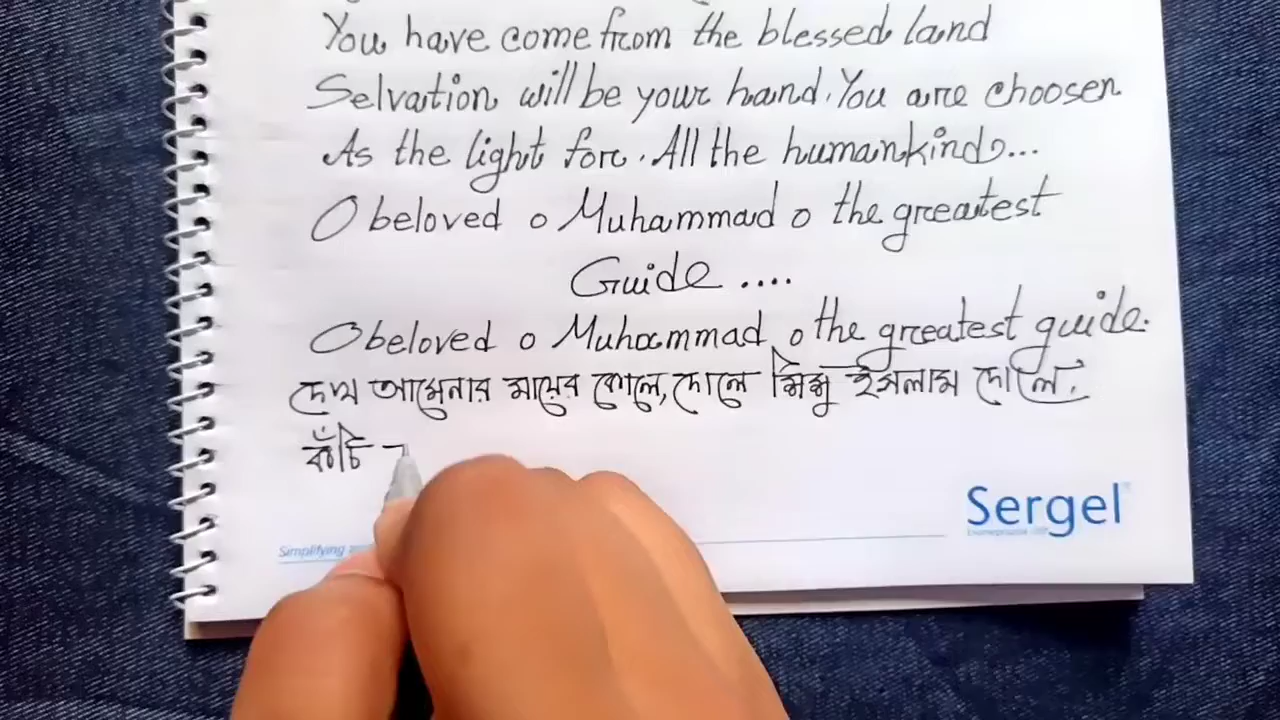 You have come from the blessed land
Selvation will be your hand. You are choosen
As the light for. All the humankind...
O beloved o Muhammad o the greatest
Guide ....
O beloved o Muhammad o the greatest guide.
দেখ আমেনার মায়ের কোলে, দোলে শিশু ইসলাম দোলে,
কঁচি
Sergel
Simplifying